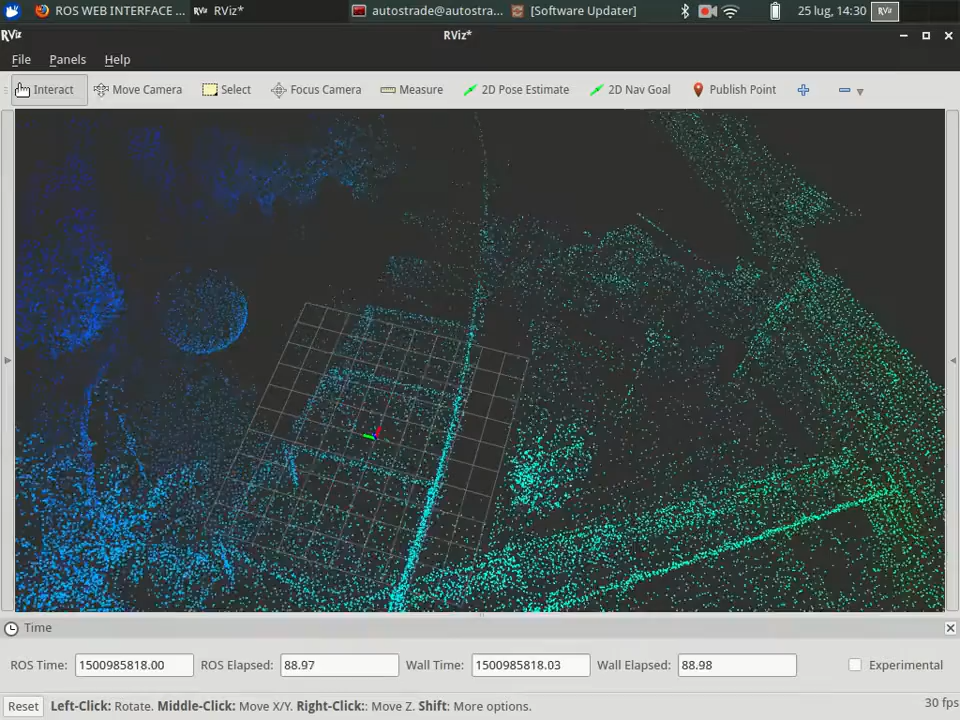 ROS WEB INTERFACE ... RViz* autostrade@autostra... [Software Updater] 25 lug, 14:30 RViz
RViz RViz*
File Panels Help
Interact Move Camera Select Focus Camera Measure 2D Pose Estimate 2D Nav Goal Publish Point
Time
ROS Time: 1500985818.00 ROS Elapsed: 88.97 Wall Time: 1500985818.03 Wall Elapsed: 88.98 Experimental
Reset Left-Click: Rotate. Middle-Click: Move X/Y. Right-Click:: Move Z. Shift: More options. 30 fps